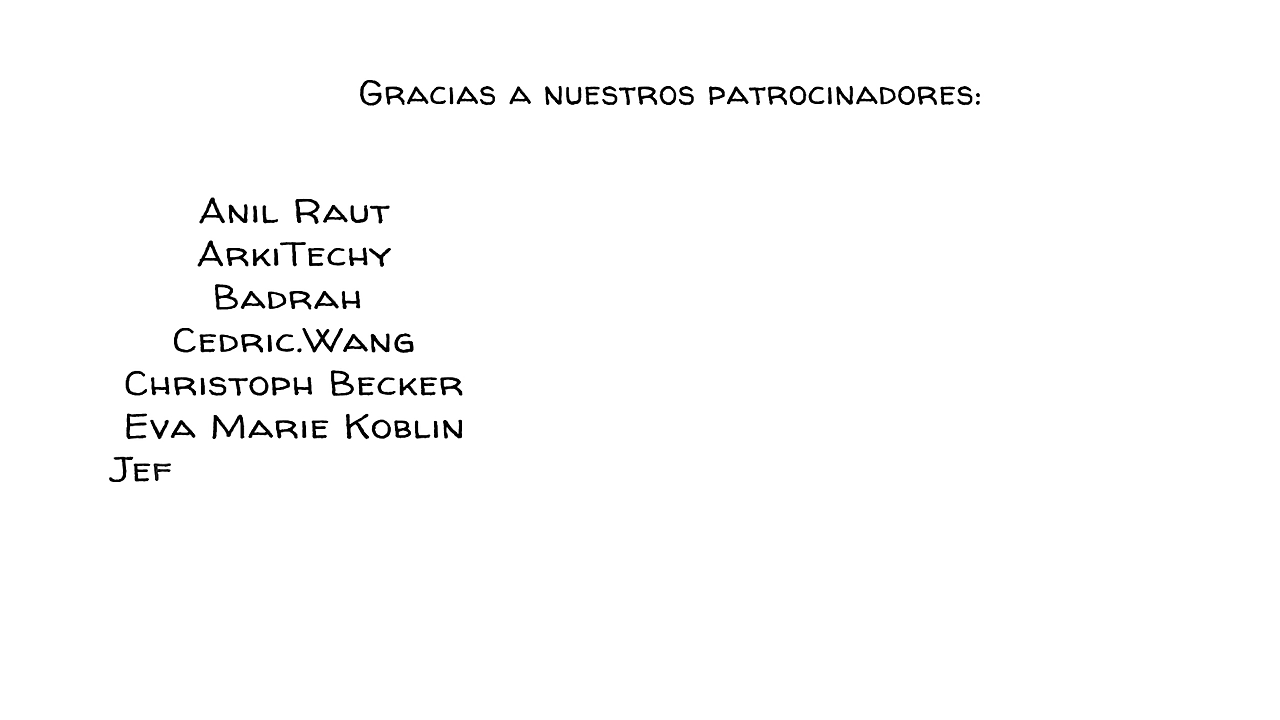 Gracias a nuestros patrocinadores:
Anil Raut
ArkiTechy
Badrah
Cedric.Wang
Christoph Becker
Eva Marie Koblin
Jef